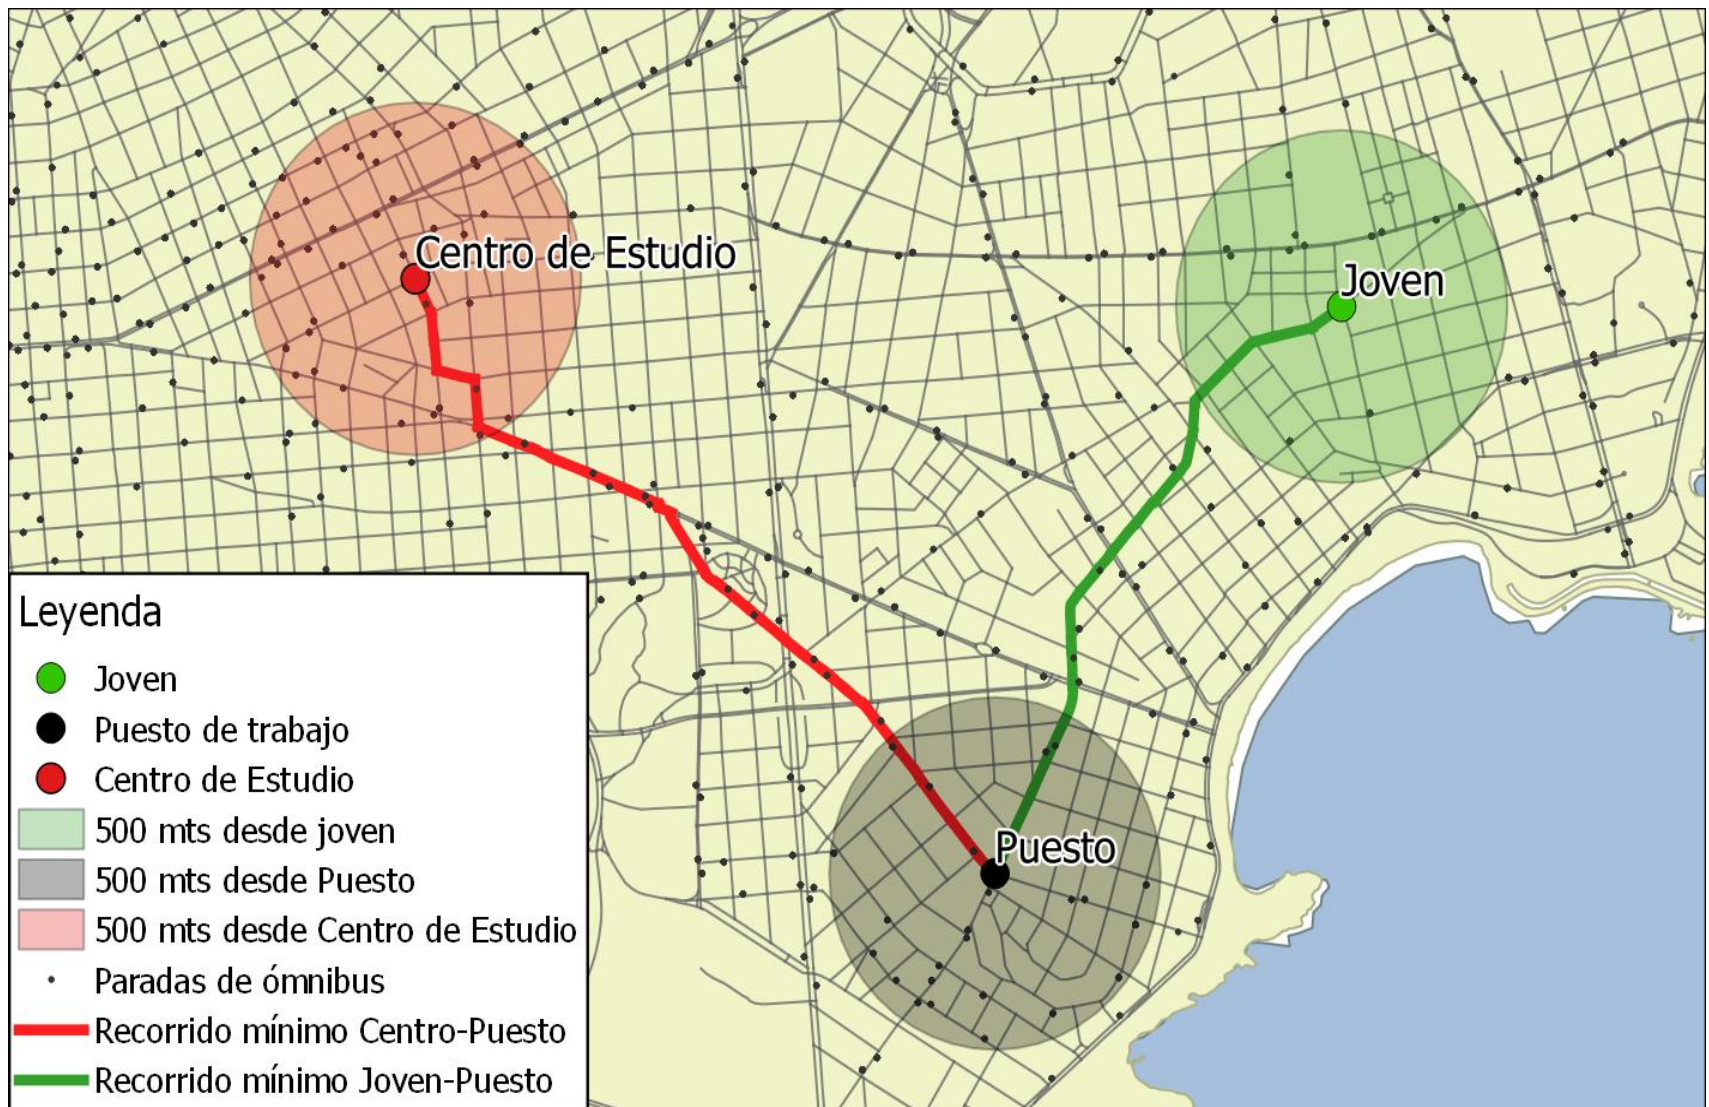 Centro de Estudio
Joven
Puesto
Leyenda
Joven
Puesto de trabajo
Centro de Estudio
500 mts desde joven
500 mts desde Puesto
500 mts desde Centro de Estudio
Paradas de ómnibus
Recorrido mínimo Centro-Puesto
Recorrido mínimo Joven-Puesto